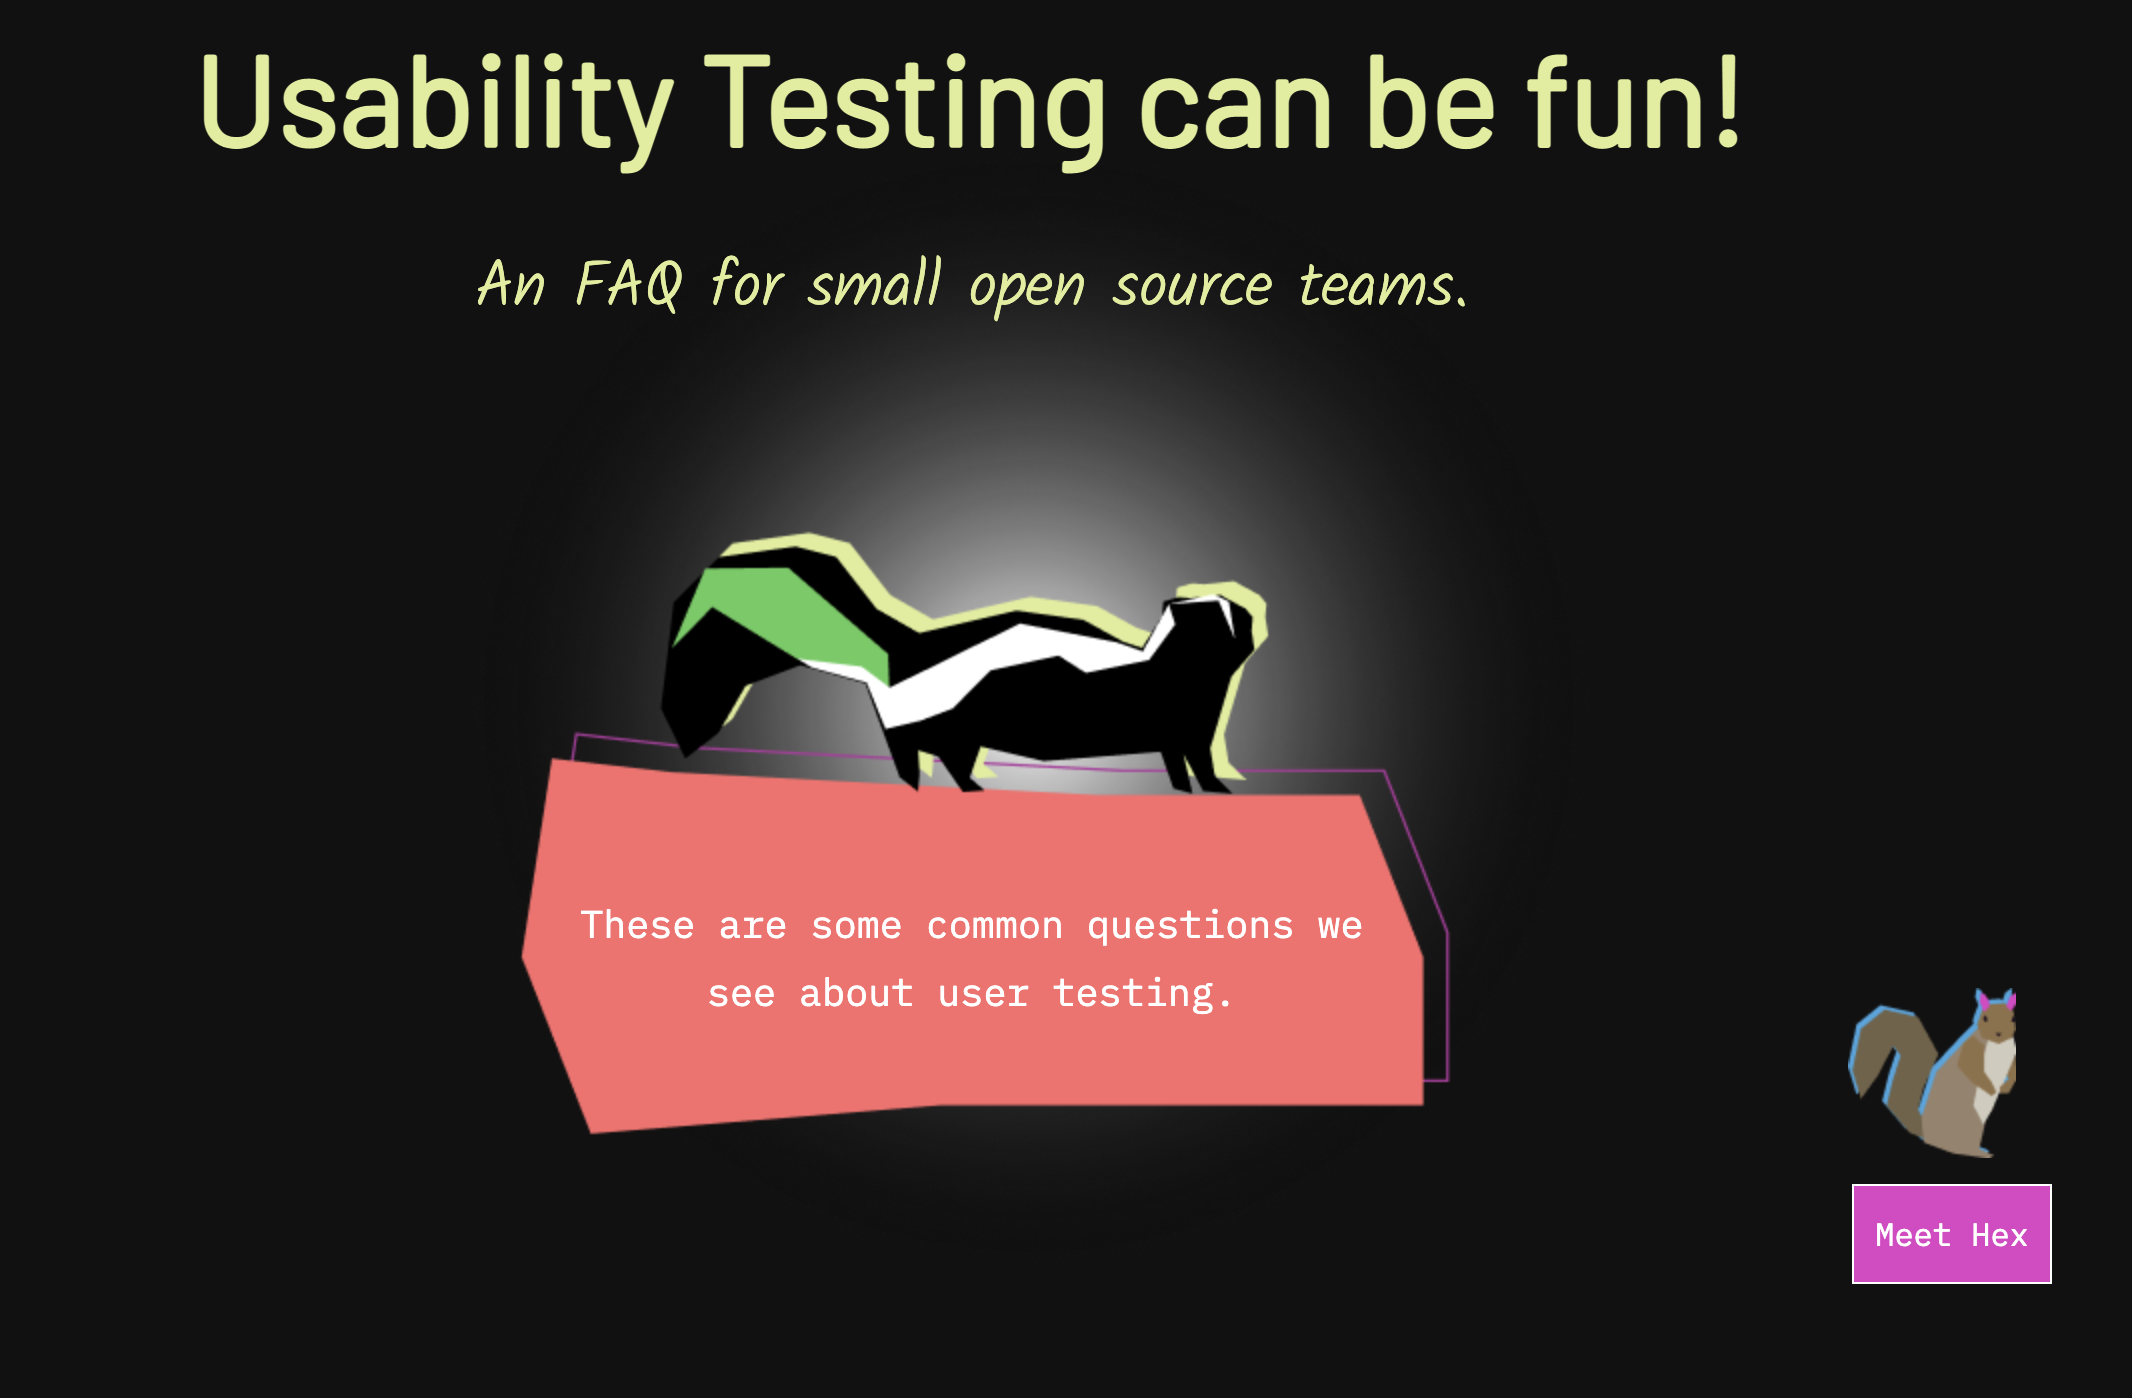 Usability Testing can be fun!
An FAQ for small open source teams.
These are some common questions we
see about user testing.
Meet Hex